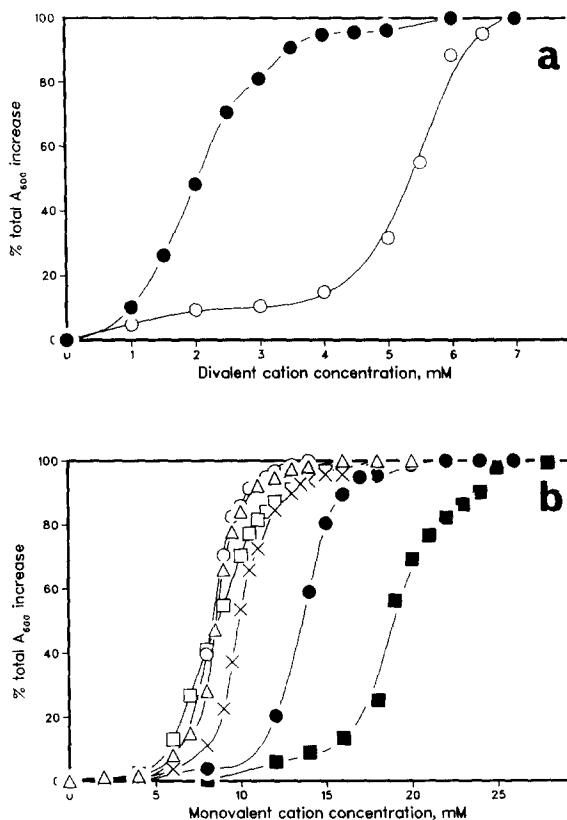 100
80
60
40
20
0
% total A600 increase
a
0 1 2 3 4 5 6 7
Divalent cation concentration, mM
100
80
60
40
20
0
% total A600 increase
b
0 5 10 15 20 25
Monovalent cation concentration, mM